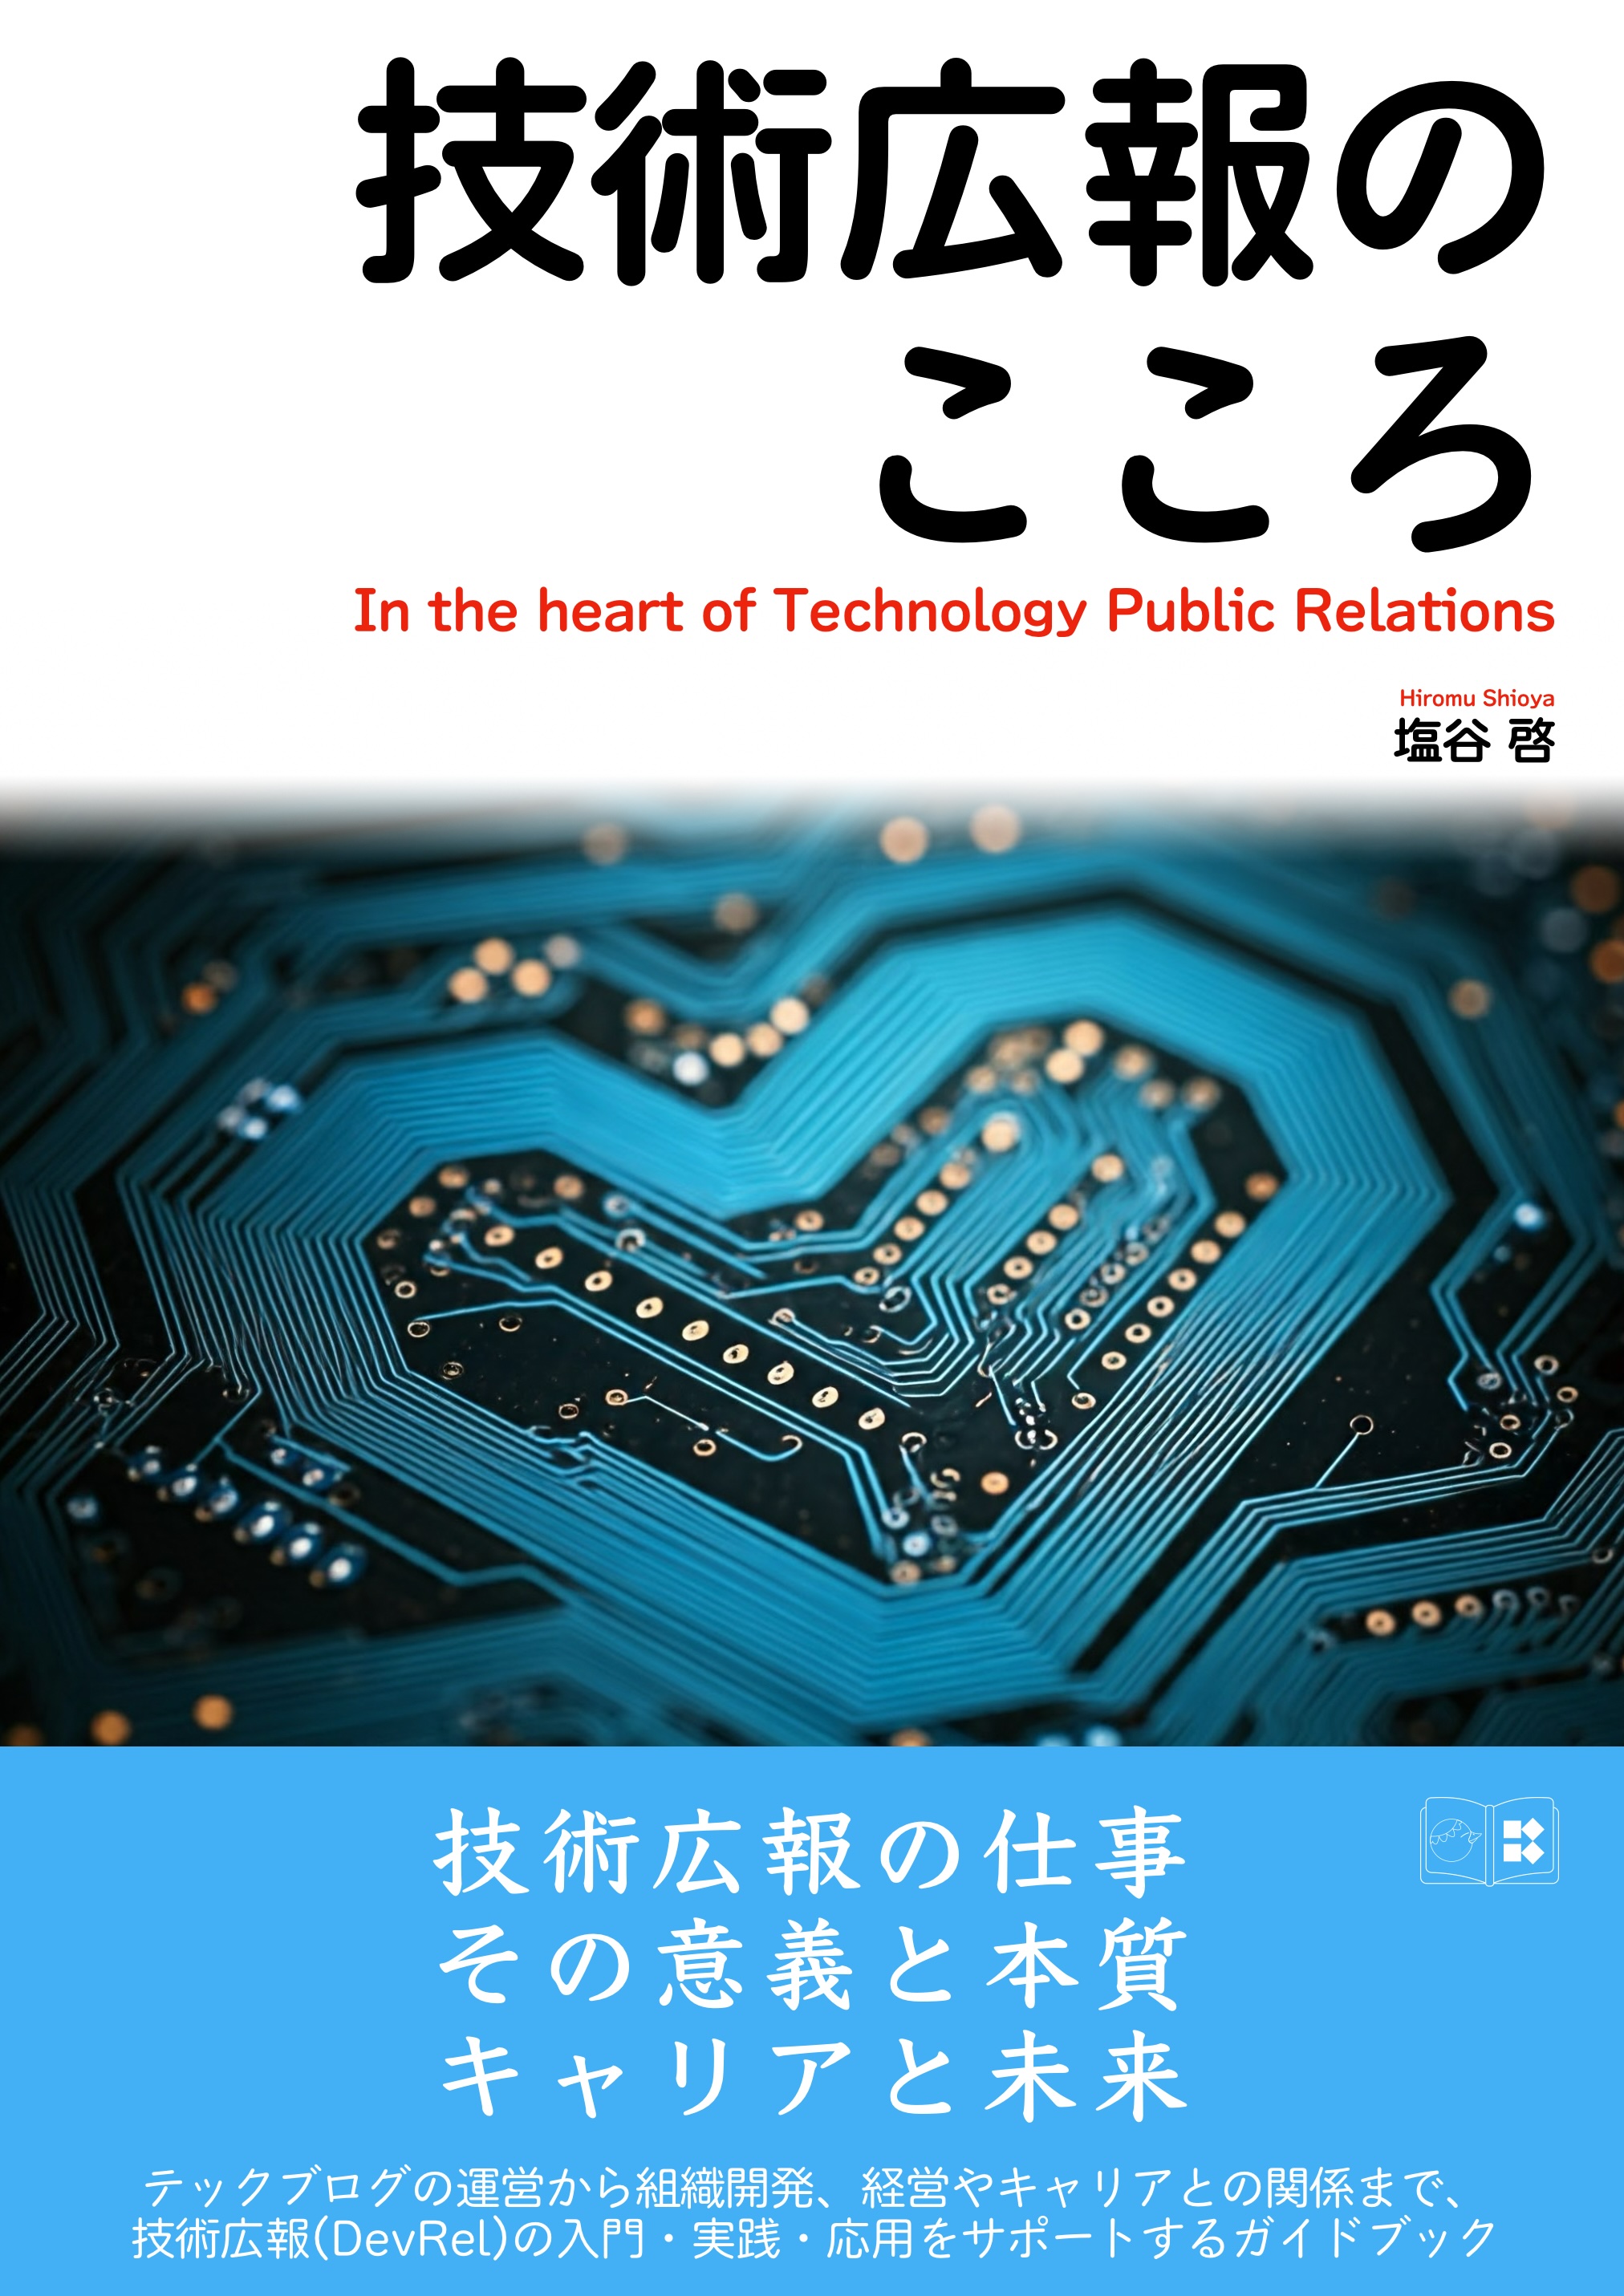 技術広報の
こころ
In the heart of Technology Public Relations
Hiromu Shioya
塩谷 啓
技術広報の仕事
その意義と本質
キャリアと未来
テックブログの運営から組織開発、経営やキャリアとの関係まで、
技術広報(DevRel)の入門・実践・応用をサポートするガイドブック